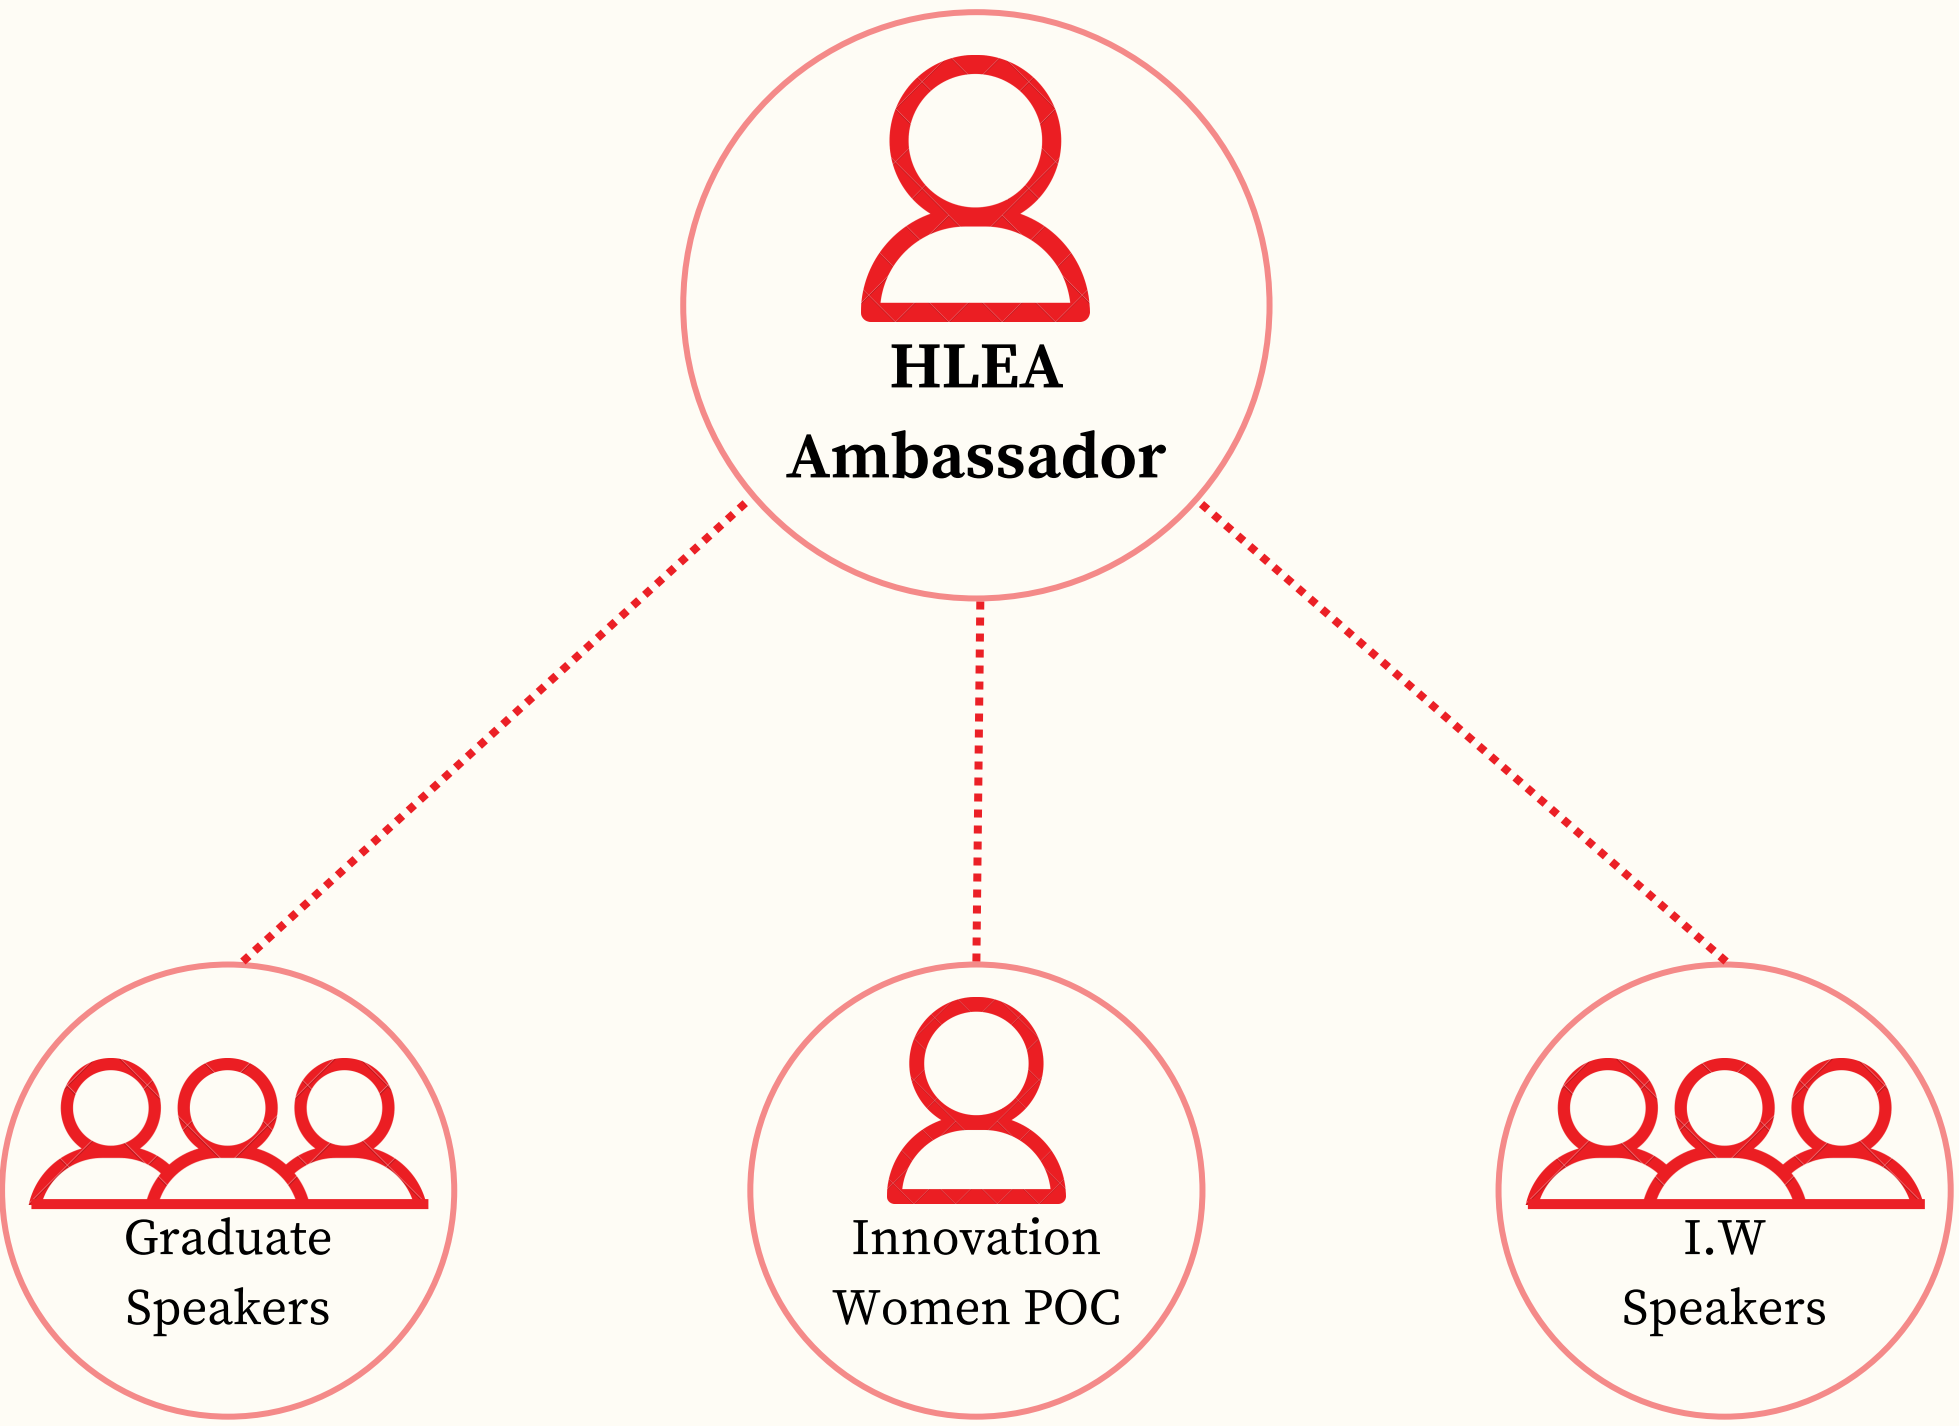 HLEA
Ambassador
Graduate
Speakers
Innovation
Women POC
I.W
Speakers